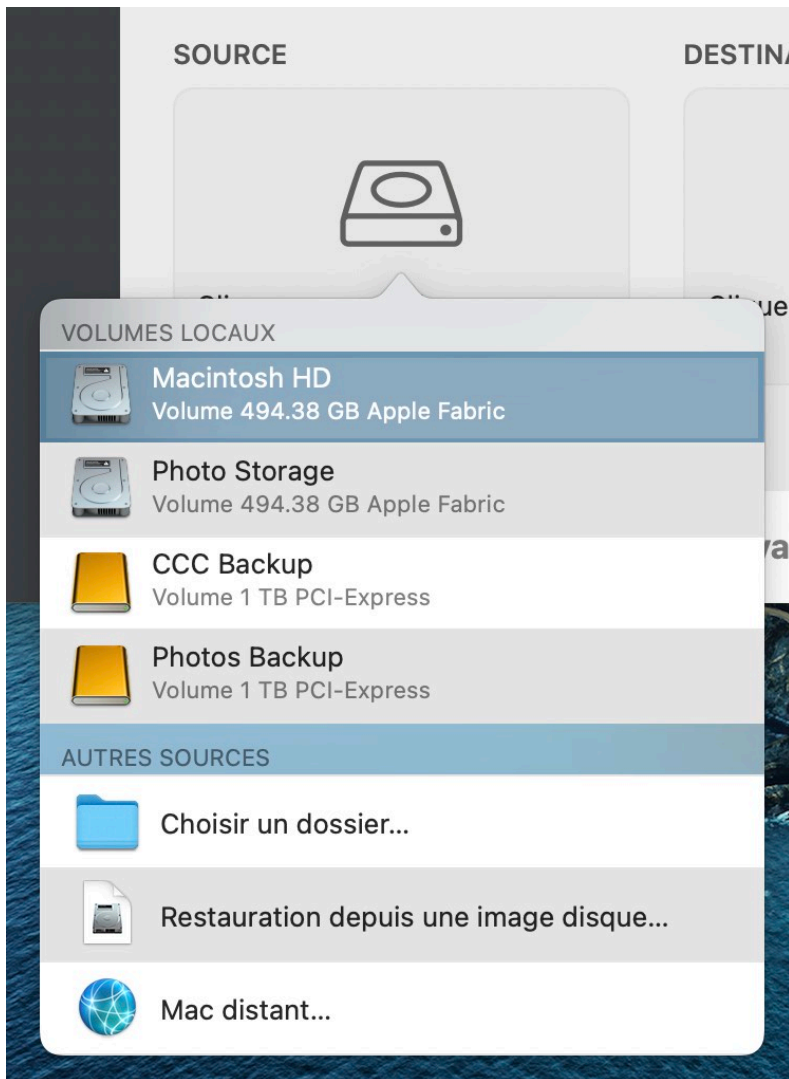 SOURCE
DESTINA
VOLUMES LOCAUX
Macintosh HD
Volume 494.38 GB Apple Fabric
Photo Storage
Volume 494.38 GB Apple Fabric
CCC Backup
Volume 1 TB PCI-Express
Photos Backup
Volume 1 TB PCI-Express
AUTRES SOURCES
Choisir un dossier...
Restauration depuis une image disque...
Mac distant...